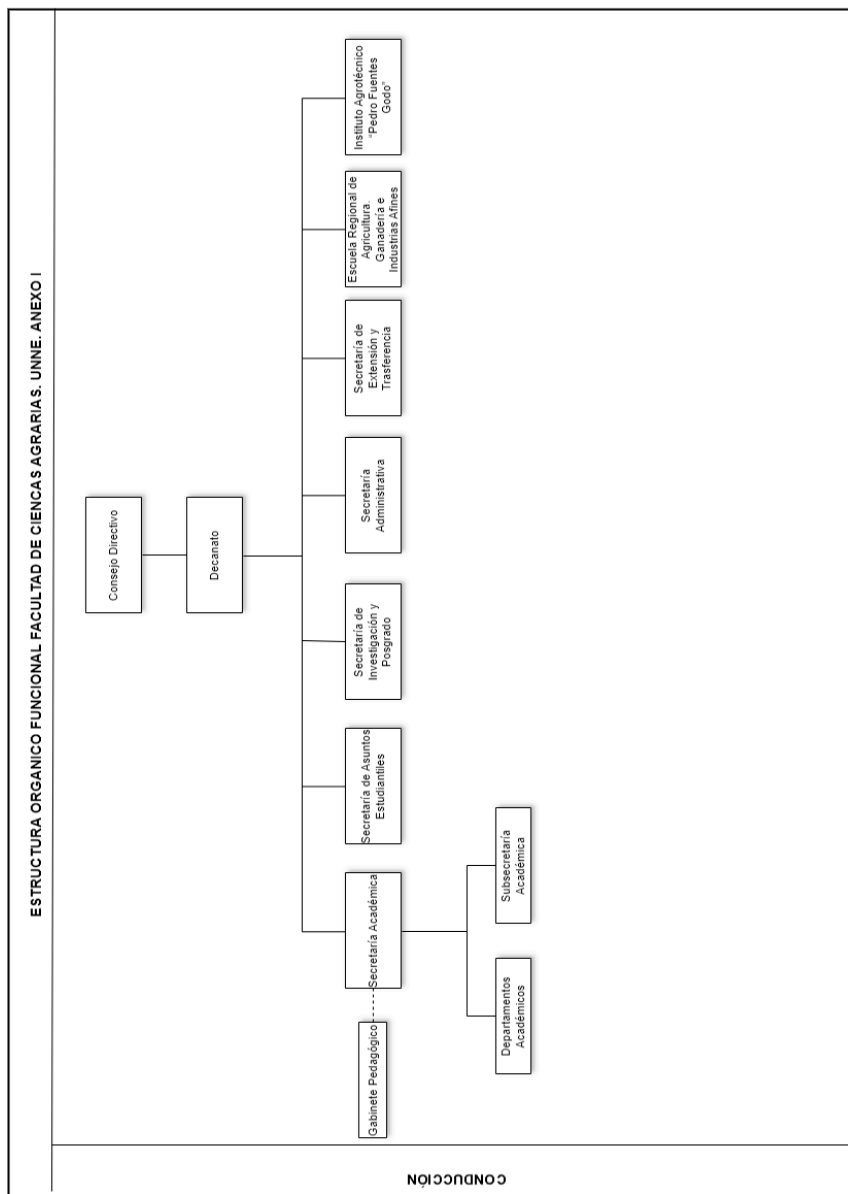 ESTRUCTURA ORGANICO FUNCIONAL FACULTAD DE CIENCAS AGRARIAS. UNNE. ANEXO I
CONDUCCIÓN
Consejo Directivo
Decanato
Gabinete Pedagógico
Secretaría Académica
Secretaría de Asuntos
Estudiantiles
Secretaría de
Investigación y
Posgrado
Secretaría
Administrativa
Secretaría de
Extensión y
Trasferencia
Escuela Regional de
Agricultura.
Ganadería e
Industrias Afines
Instituto Agrotécnico
"Pedro Fuentes
Godo"
Departamentos
Académicos
Subsecretaría
Académica